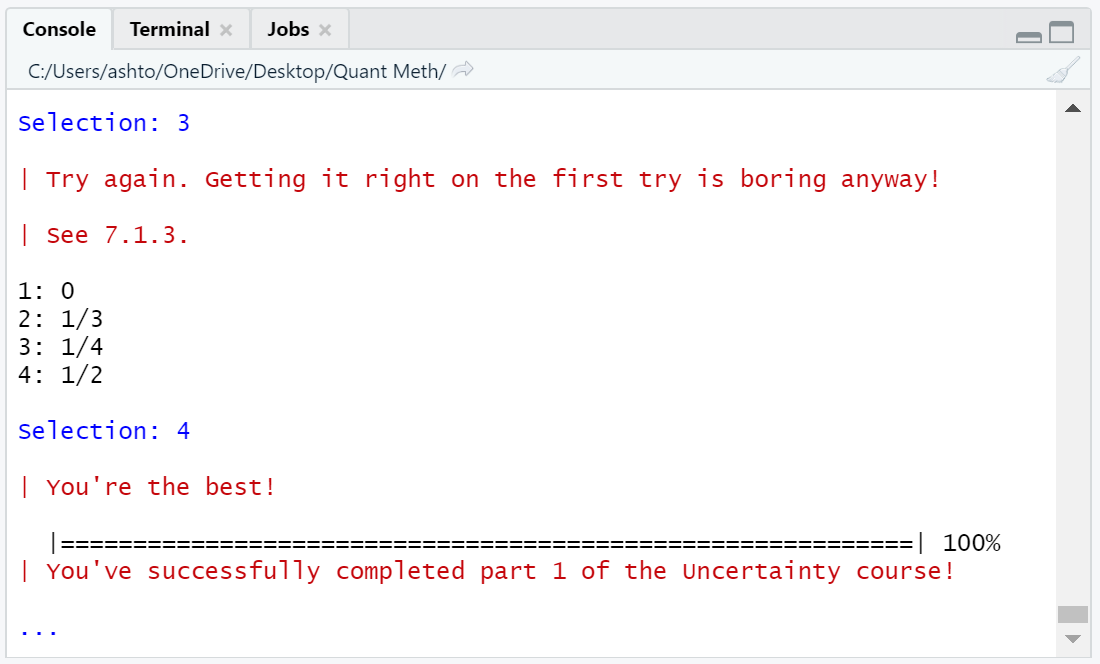 Console Terminal Jobs
C:/Users/ashto/OneDrive/Desktop/Quant Meth/
Selection: 3
| Try again. Getting it right on the first try is boring anyway!
| See 7.1.3.
1: 0
2: 1/3
3: 1/4
4: 1/2
Selection: 4
| You're the best!
|===========================================================| 100%
| You've successfully completed part 1 of the Uncertainty course!
...